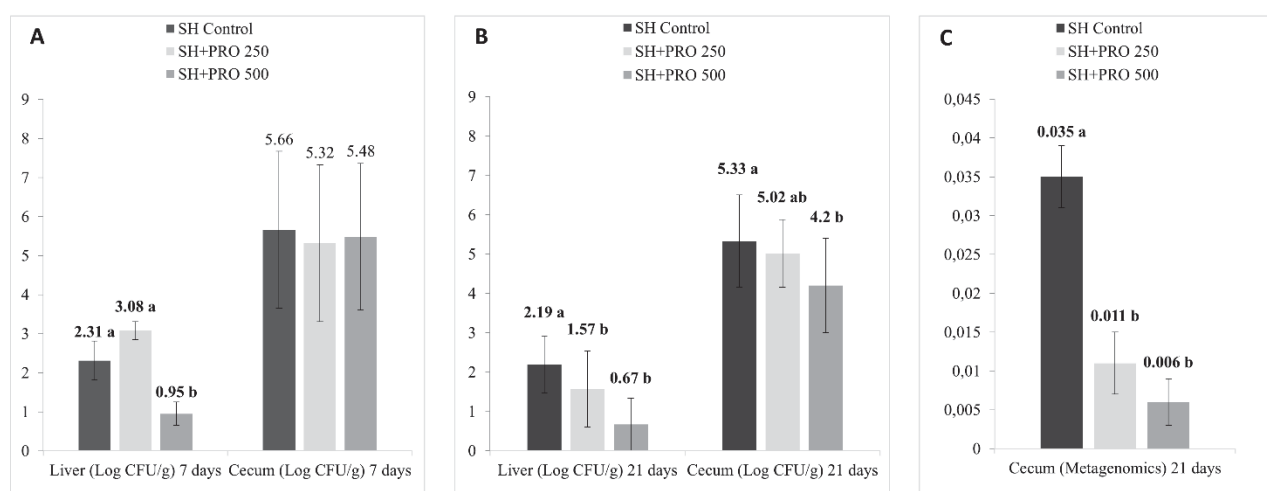 A
SH Control
SH+PRO 250
SH+PRO 500
9
8
7
6
5
4
3
2
1
0
2.31 a
3.08 a
0.95 b
5.66
5.32
5.48
Liver (Log CFU/g) 7 days
Cecum (Log CFU/g) 7 days
B
SH Control
SH+PRO 250
SH+PRO 500
9
8
7
6
5
4
3
2
1
0
2.19 a
1.57 b
0.67 b
5.33 a
5.02 ab
4.2 b
Liver (Log CFU/g) 21 days
Cecum (Log CFU/g) 21 days
C
SH Control
SH+PRO 250
SH+PRO 500
0,045
0,04
0,035
0,03
0,025
0,02
0,015
0,01
0,005
0
0.035 a
0.011 b
0.006 b
Cecum (Metagenomics) 21 days